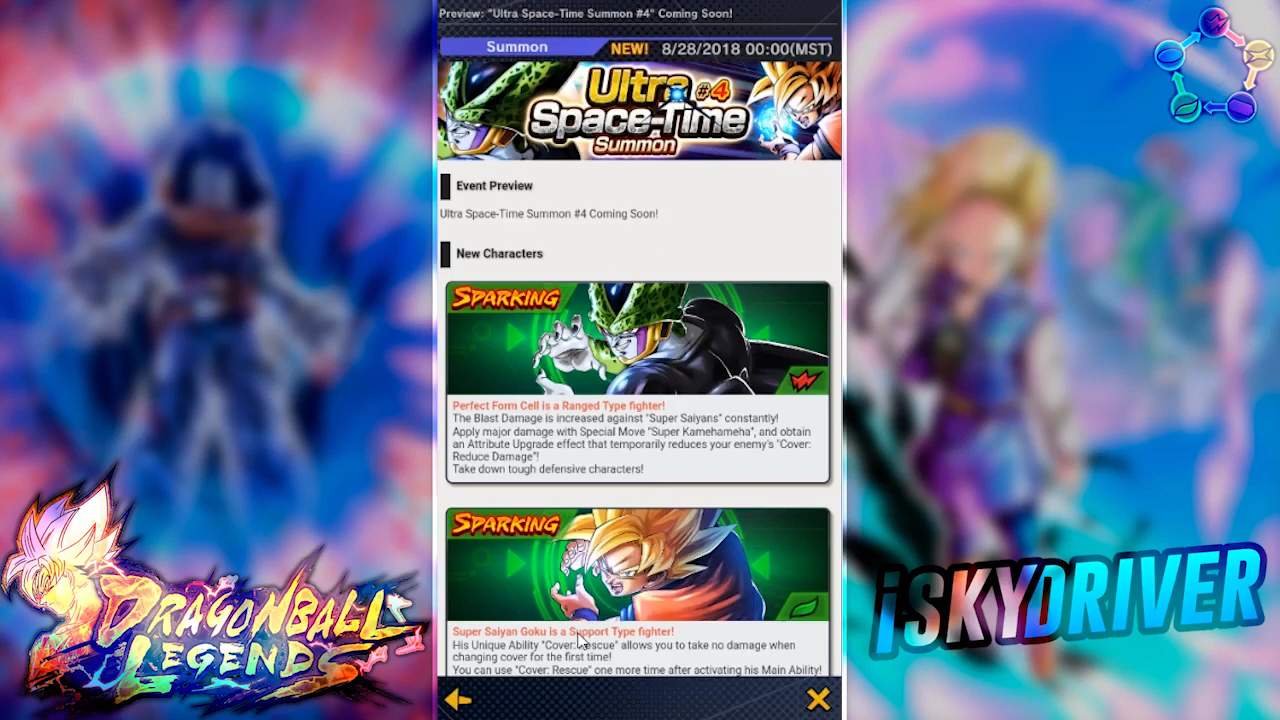 Preview: "Ultra Space-Time Summon #4" Coming Soon!
Summon
NEW! 8/28/2018 00:00(MST)
Ultra #4
Space-Time
Summon
Event Preview
Ultra Space-Time Summon #4 Coming Soon!
New Characters
SPARKING
Perfect Form Cell is a Ranged Type fighter!
The Blast Damage is increased against "Super Saiyans" constantly!
Apply major damage with Special Move "Super Kamehameha", and obtain
an Attribute Upgrade effect that temporarily reduces your enemy's "Cover:
Reduce Damage"!
Take down tough defensive characters!
SPARKING
Super Saiyan Goku is a Support Type fighter!
His Unique Ability "Cover: Rescue" allows you to take no damage when
changing cover for the first time!
You can use "Cover: Rescue" one more time after activating his Main Ability!
DRAGONBALL
LEGENDS
iSKYDRIVER